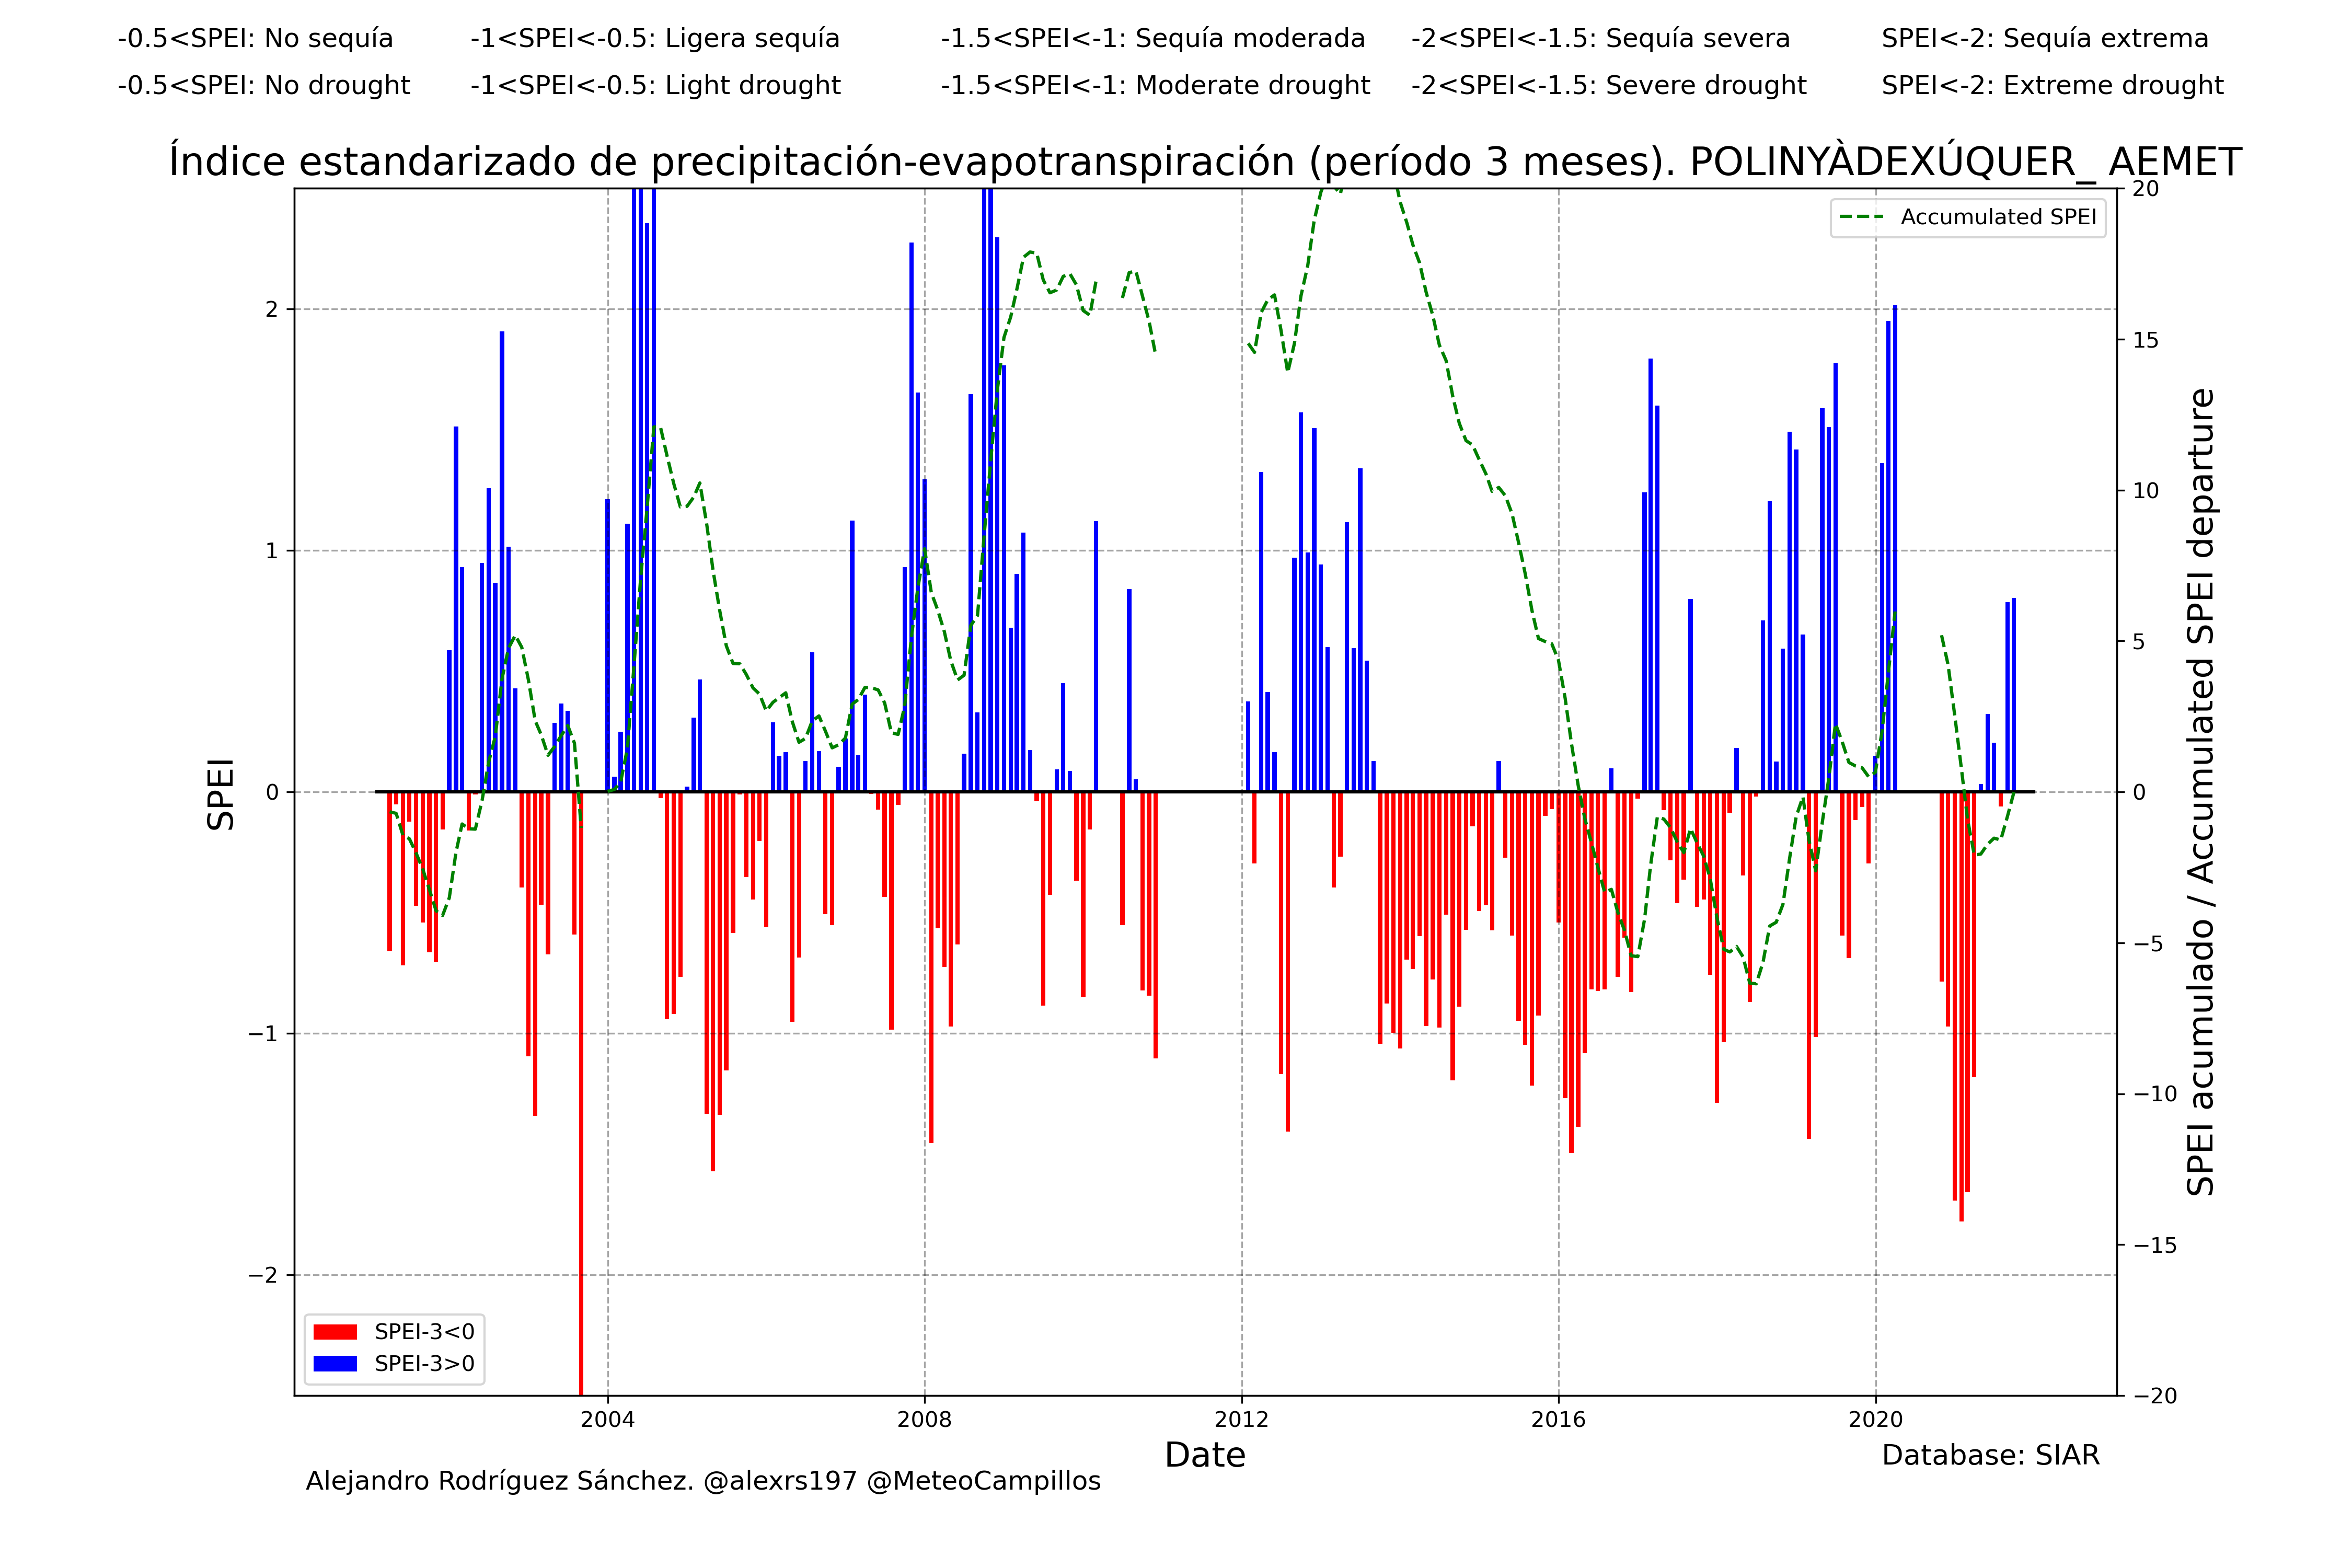 -0.5<SPEI: No sequía -1<SPEI<-0.5: Ligera sequía -1.5<SPEI<-1: Sequía moderada -2<SPEI<-1.5: Sequía severa SPEI<-2: Sequía extrema
-0.5<SPEI: No drought -1<SPEI<-0.5: Light drought -1.5<SPEI<-1: Moderate drought -2<SPEI<-1.5: Severe drought SPEI<-2: Extreme drought
Índice estandarizado de precipitación-evapotranspiración (período 3 meses). POLINYÀDEXÚQUER_ AEMET
Accumulated SPEI
SPEI
2
1
0
−1
−2
20
15
10
5
0
−5
−10
−15
−20
SPEI acumulado / Accumulated SPEI departure
SPEI-3<0
SPEI-3>0
2004 2008 2012 2016 2020
Date
Database: SIAR
Alejandro Rodríguez Sánchez. @alexrs197 @MeteoCampillos